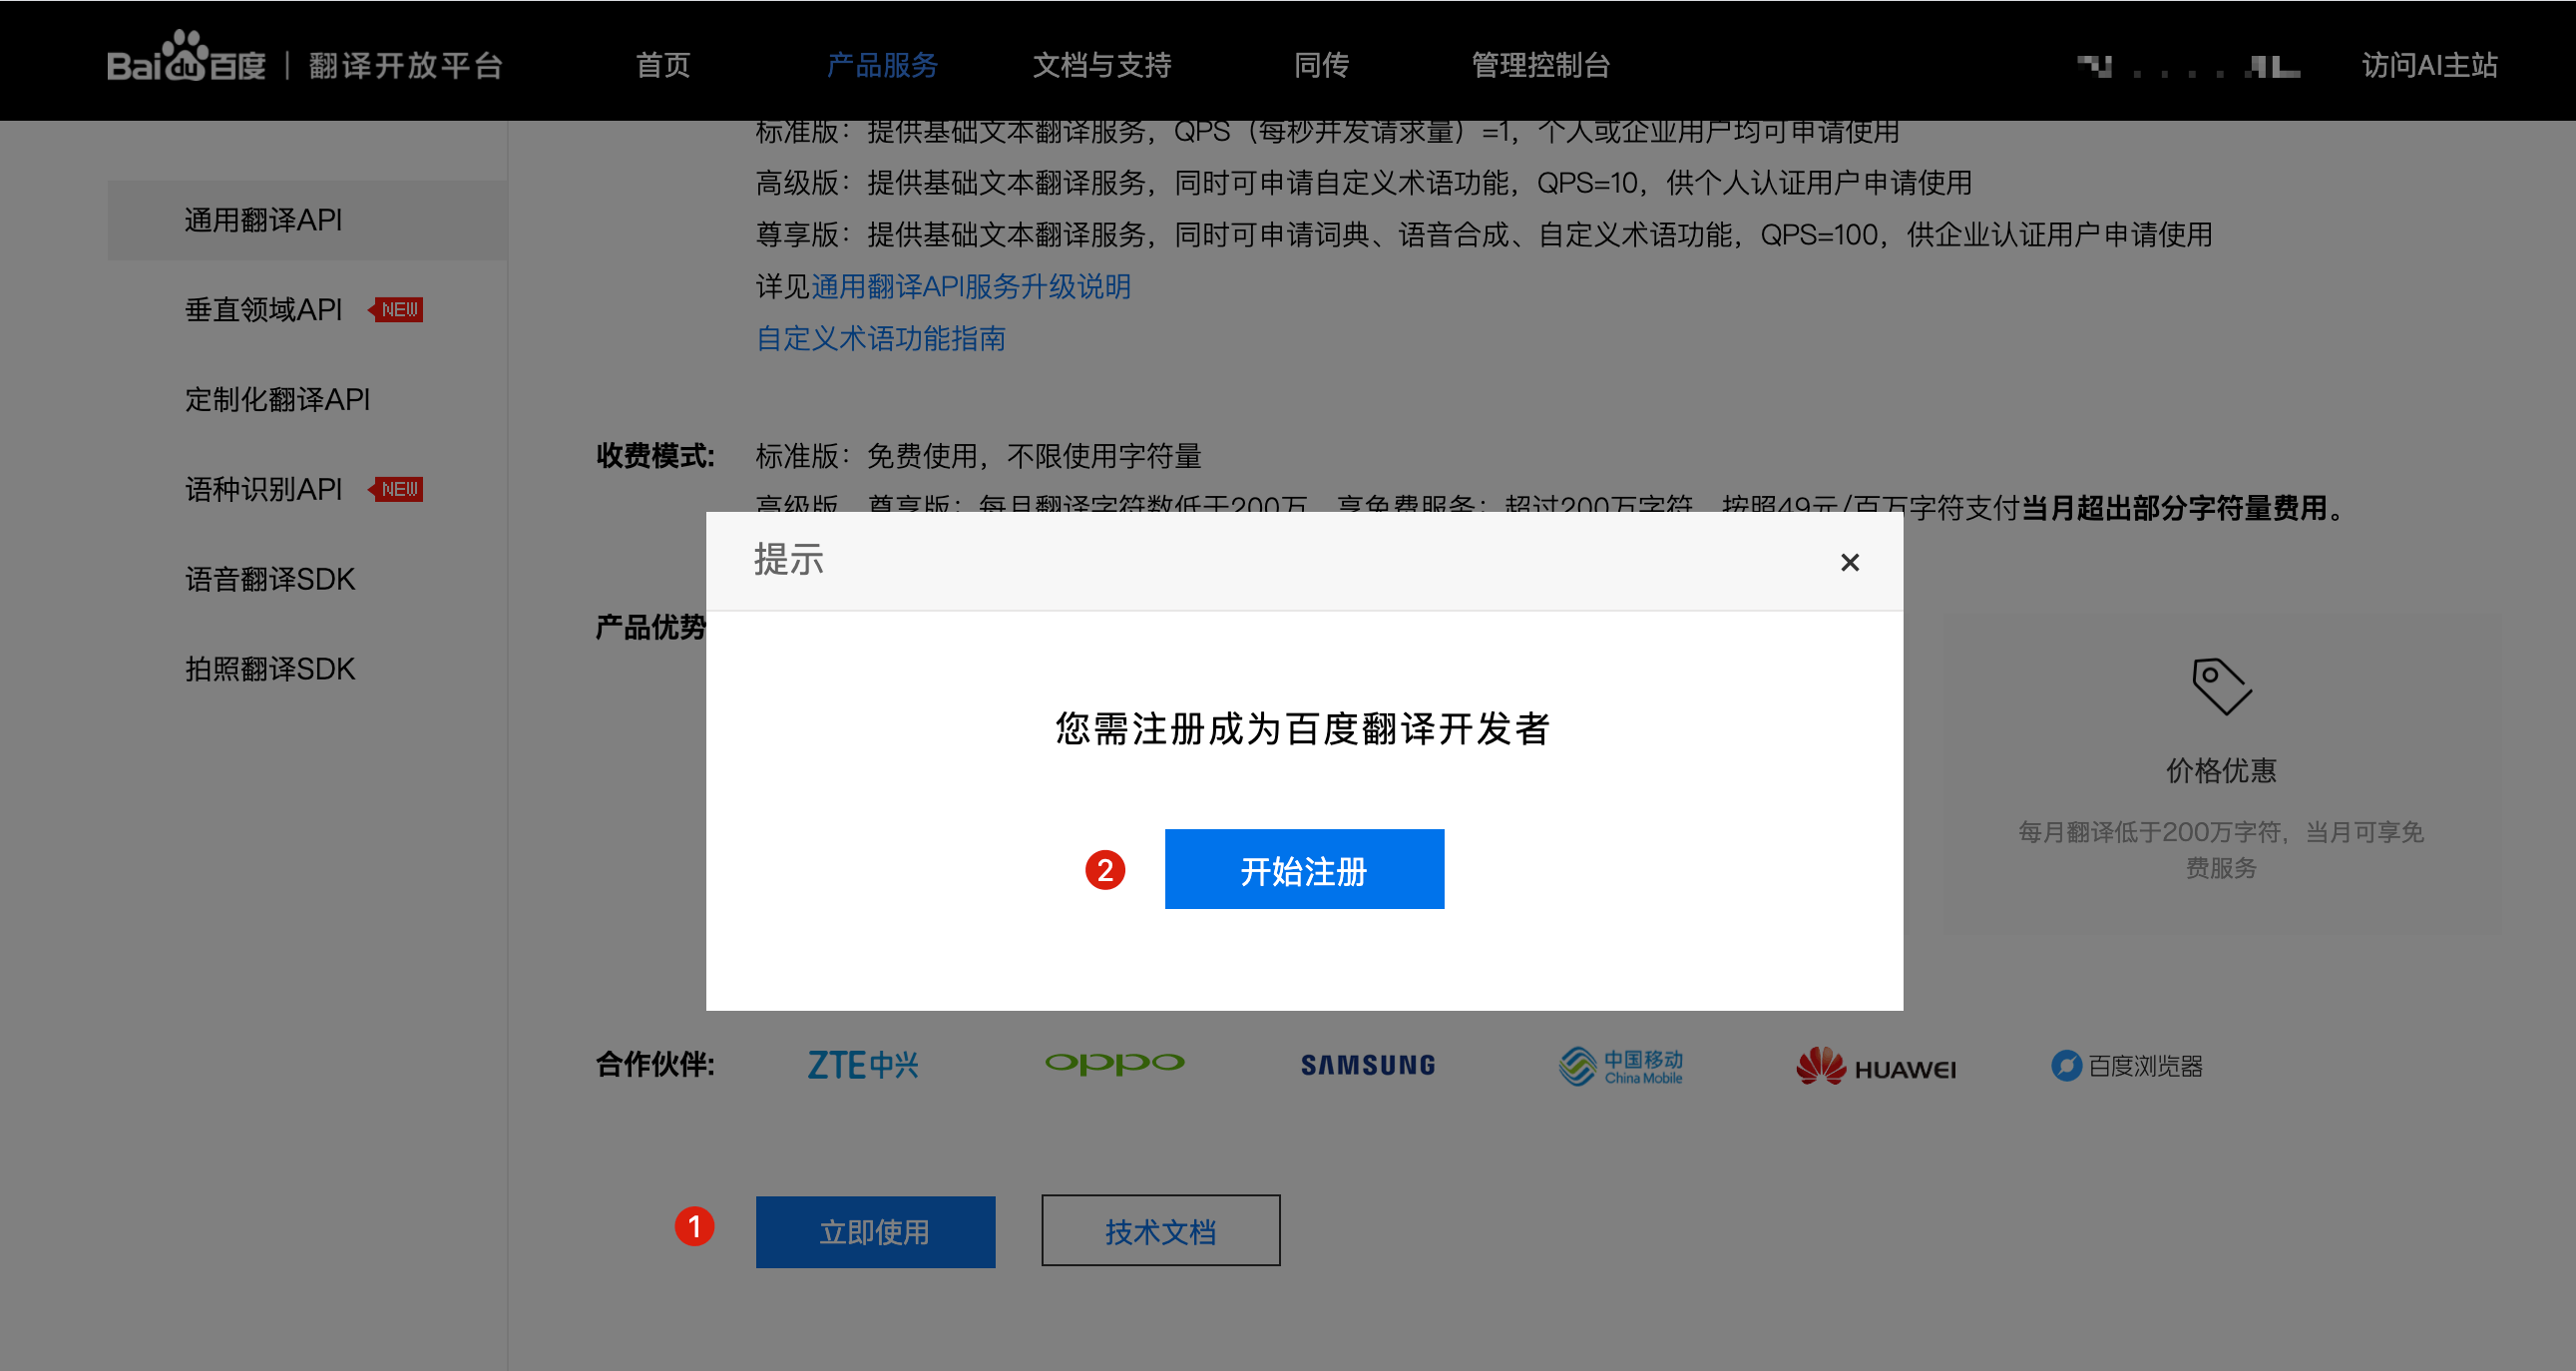 Bai du 百度 | 翻译开放平台
首页
产品服务
文档与支持
同传
管理控制台
访问AI主站
通用翻译API
垂直领域API NEW
定制化翻译API
语种识别API NEW
语音翻译SDK
拍照翻译SDK
标准版：提供基础文本翻译服务，QPS（每秒并发请求量）=1，个人或企业用户均可申请使用
高级版：提供基础文本翻译服务，同时可申请自定义术语功能，QPS=10，供个人认证用户申请使用
尊享版：提供基础文本翻译服务，同时可申请词典、语音合成、自定义术语功能，QPS=100，供企业认证用户申请使用
详见通用翻译API服务升级说明
自定义术语功能指南
收费模式: 标准版：免费使用，不限使用字符量
高级版、尊享版：每月翻译字符数低于200万，享免费服务；超过200万字符，按照49元/百万字符支付当月超出部分字符量费用。
产品优势
提示
×
您需注册成为百度翻译开发者
2 开始注册
价格优惠
每月翻译低于200万字符，当月可享免
费服务
合作伙伴: ZTE中兴 oppo SAMSUNG 中国移动 China Mobile HUAWEI 百度浏览器
1 立即使用 技术文档